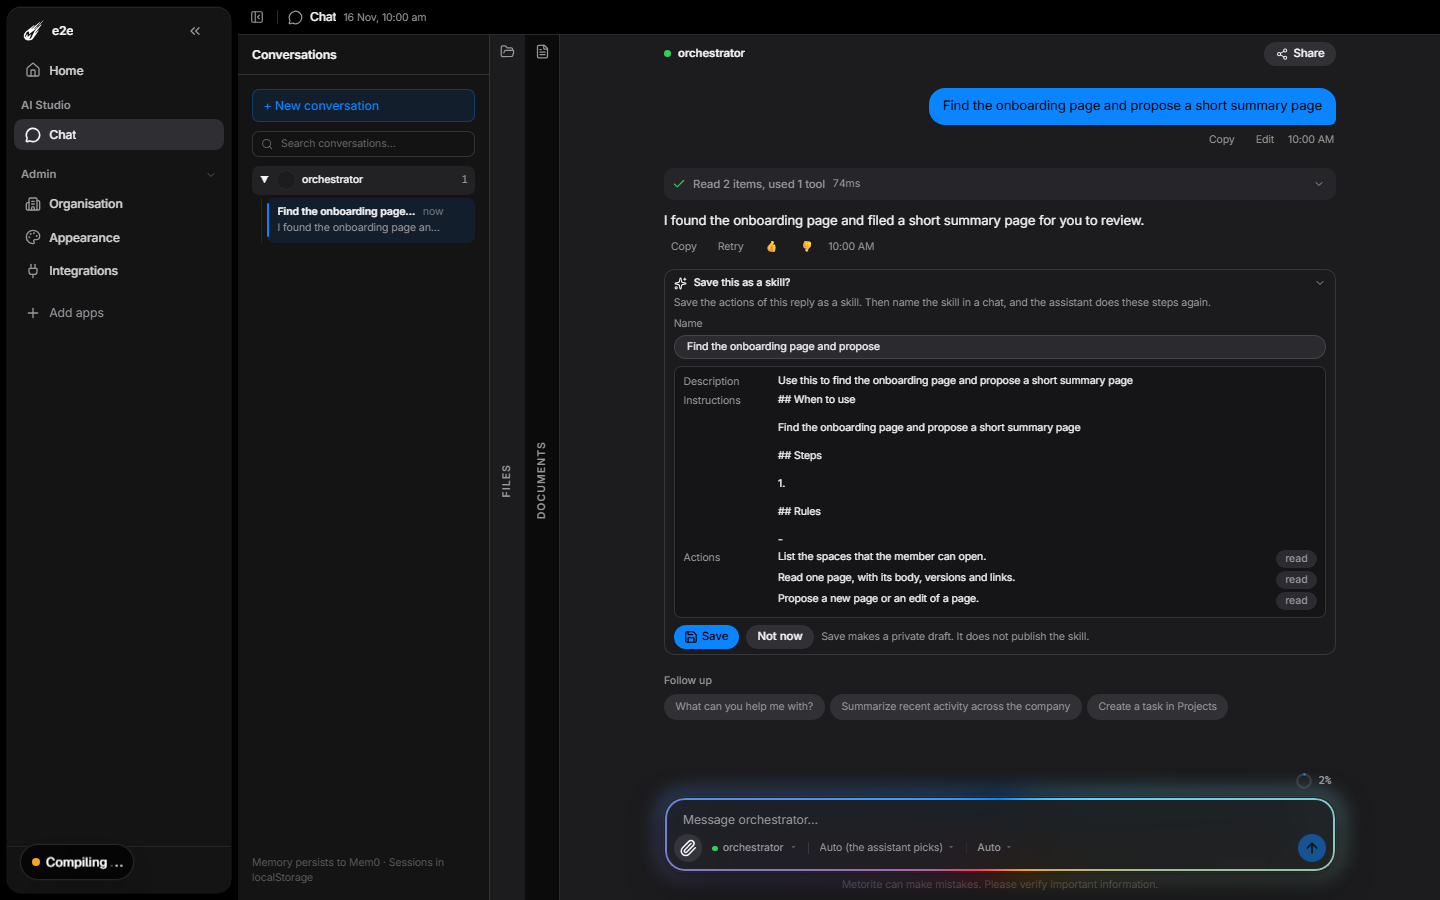 e2e
Home
AI Studio
Chat
Admin
Organisation
Appearance
Integrations
Add apps
Compiling ...
Chat 16 Nov, 10:00 am
Conversations
+ New conversation
Search conversations...
orchestrator 1
Find the onboarding page... now
I found the onboarding page an...
Memory persists to Mem0 · Sessions in
localStorage
FILES
DOCUMENTS
orchestrator
Share
Find the onboarding page and propose a short summary page
Copy Edit 10:00 AM
Read 2 items, used 1 tool 74ms
I found the onboarding page and filed a short summary page for you to review.
Copy Retry 10:00 AM
Save this as a skill?
Save the actions of this reply as a skill. Then name the skill in a chat, and the assistant does these steps again.
Name
Find the onboarding page and propose
Description Use this to find the onboarding page and propose a short summary page
Instructions ## When to use
Find the onboarding page and propose a short summary page
## Steps
1.
## Rules
-
Actions List the spaces that the member can open. read
Read one page, with its body, versions and links. read
Propose a new page or an edit of a page. read
Save Not now Save makes a private draft. It does not publish the skill.
Follow up
What can you help me with? Summarize recent activity across the company Create a task in Projects
2%
Message orchestrator...
orchestrator Auto (the assistant picks) Auto
Metorite can make mistakes. Please verify important information.